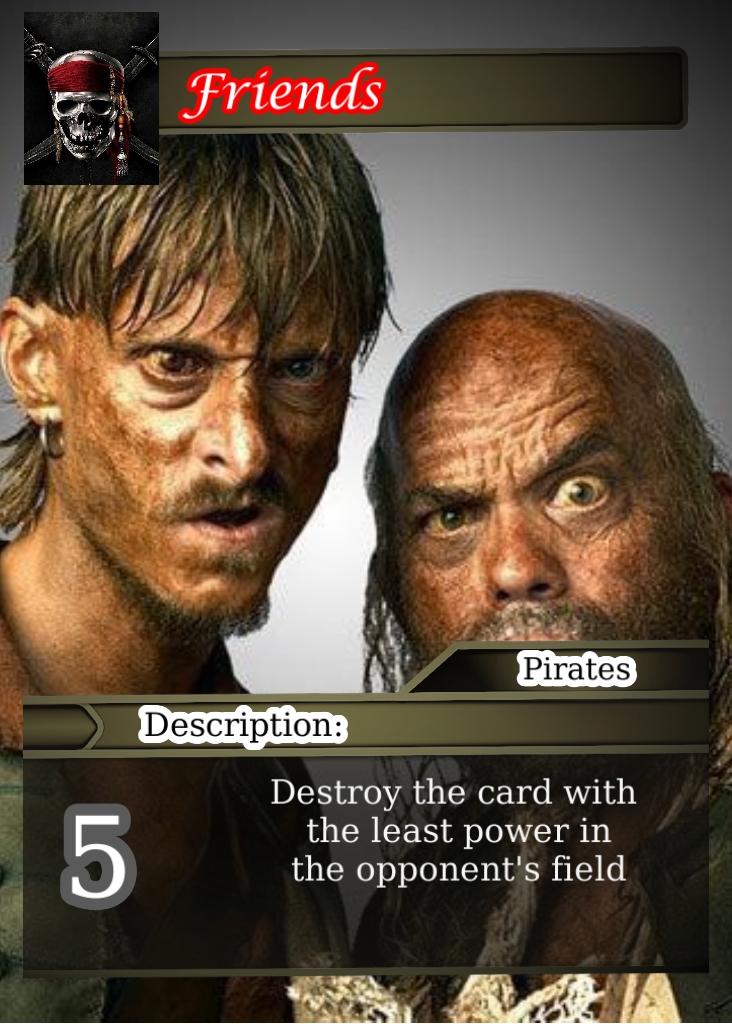 Friends
Pirates
Description:
5
Destroy the card with
the least power in
the opponent's field